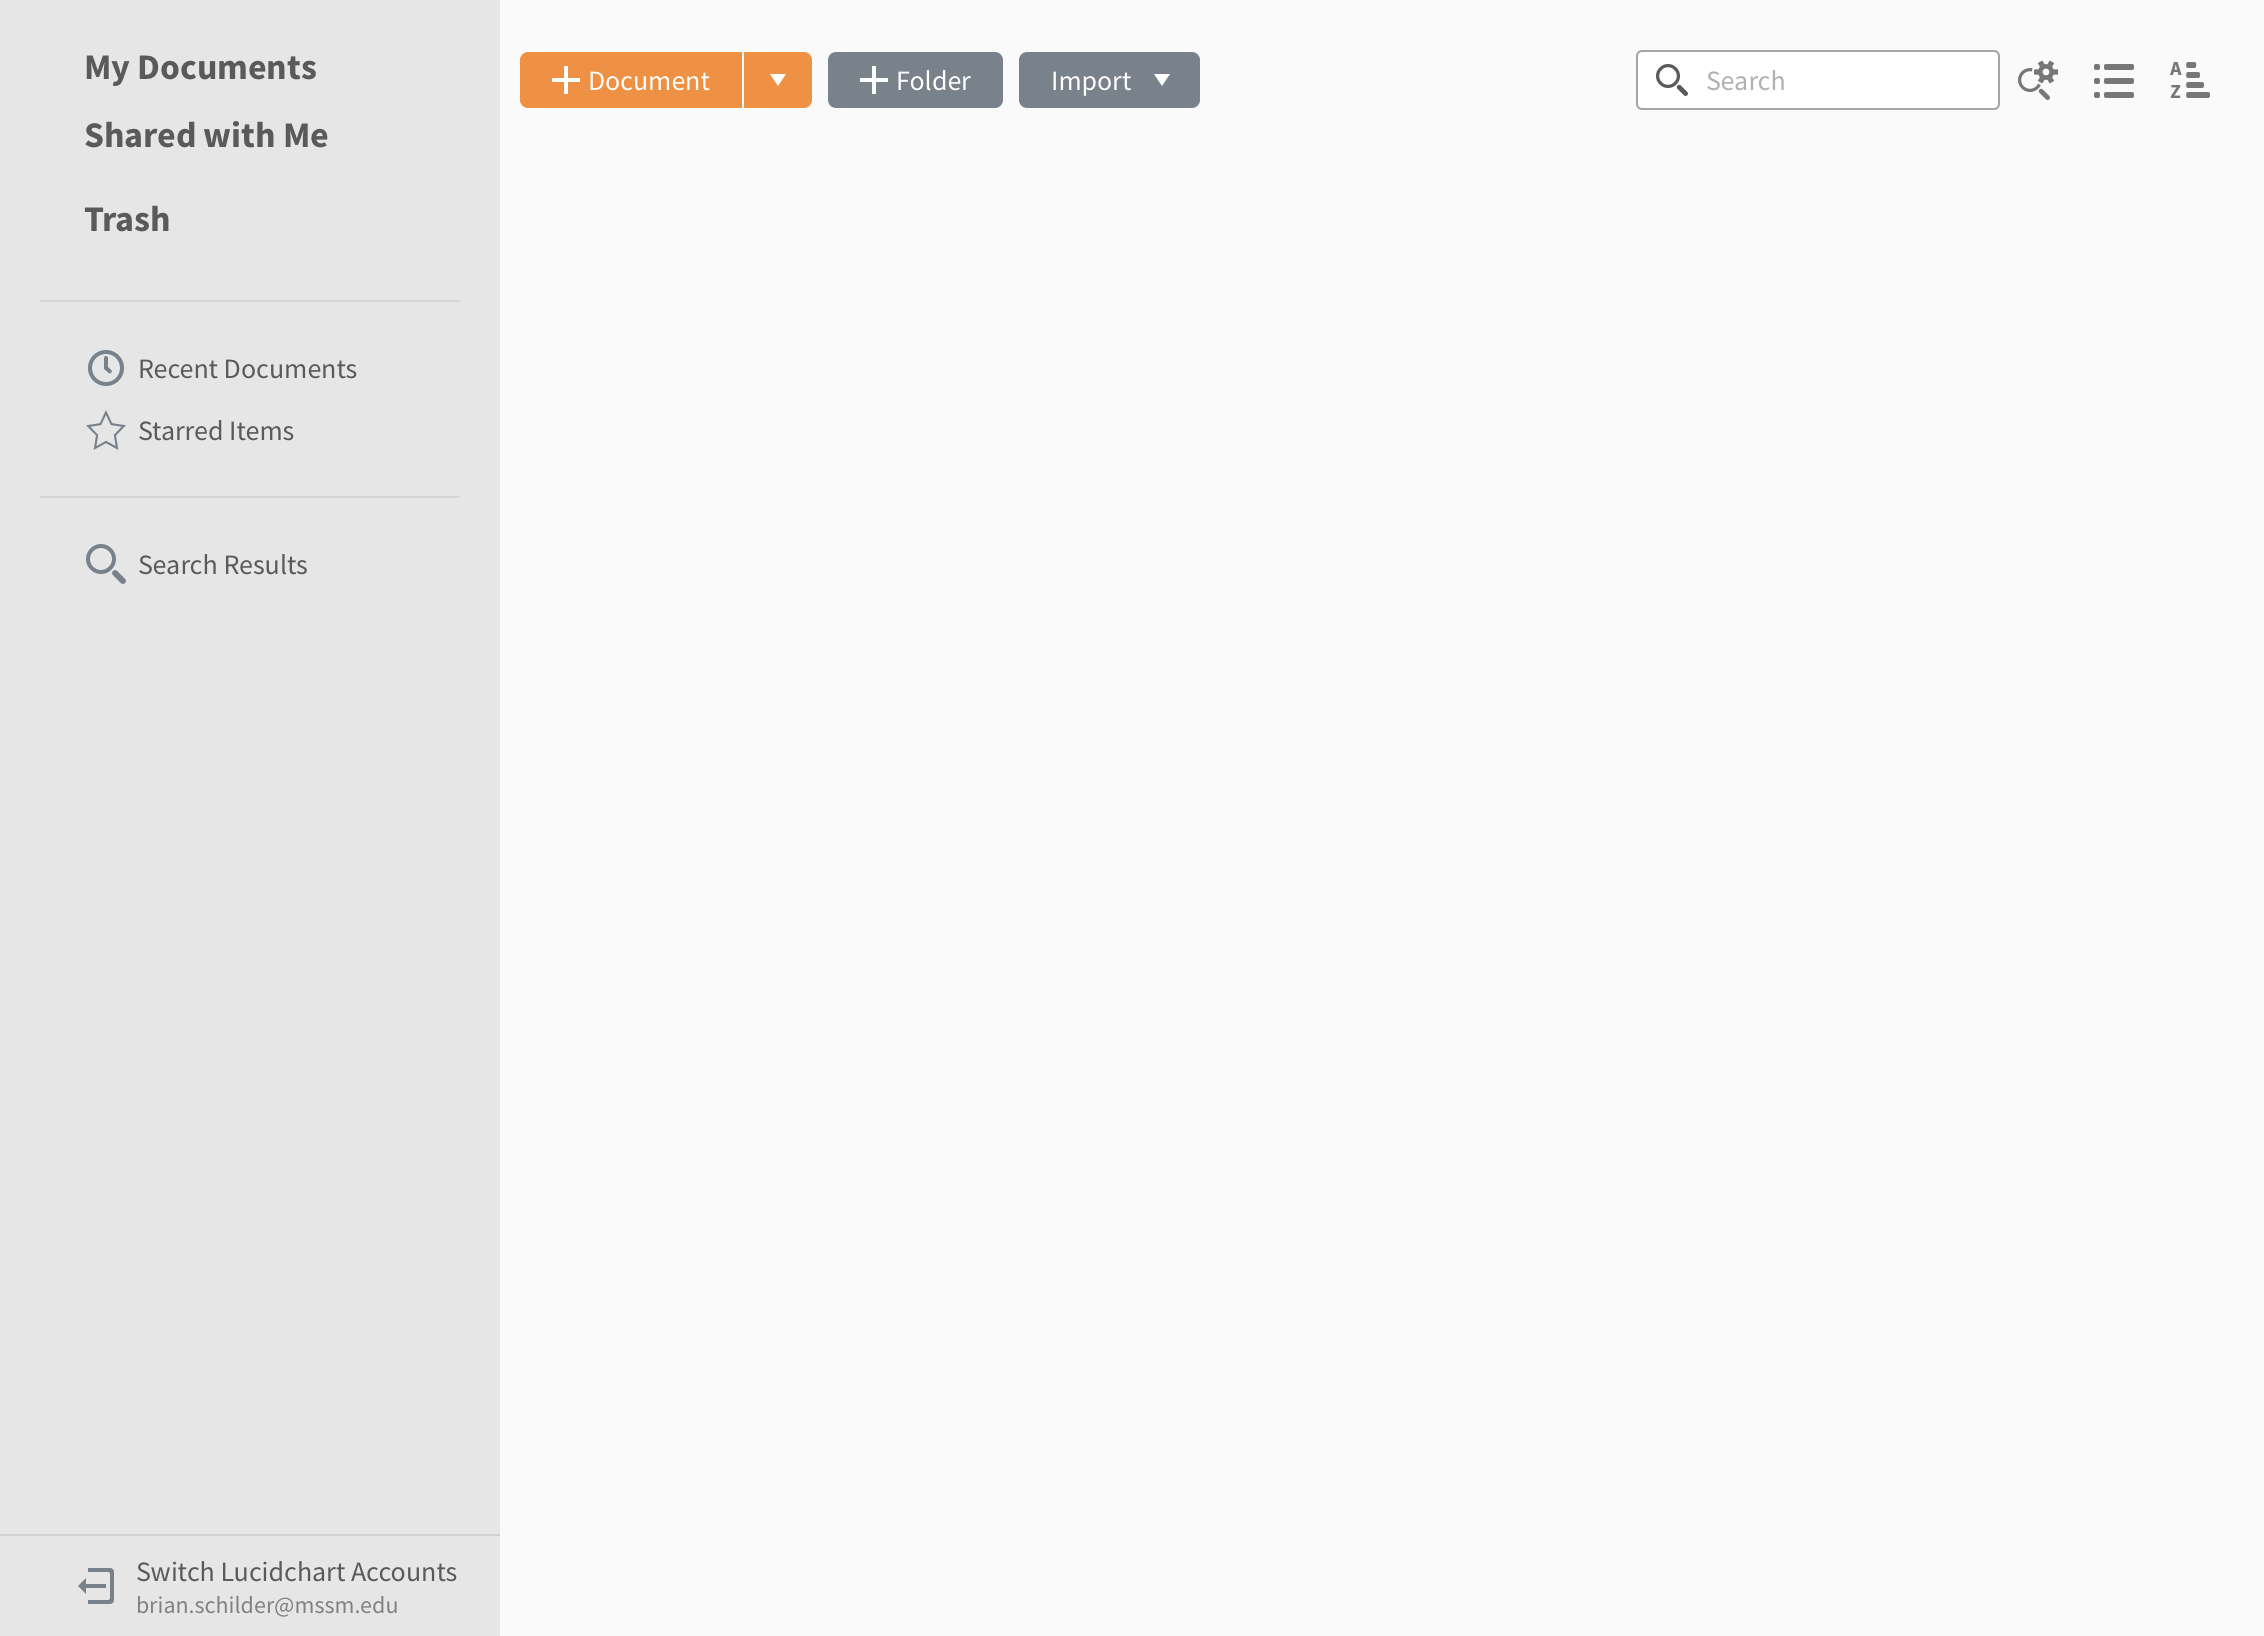 My Documents
Shared with Me
Trash
Recent Documents
Starred Items
Search Results
Switch Lucidchart Accounts
brian.schilder@mssm.edu
Document
Folder
Import
Search
A
Z